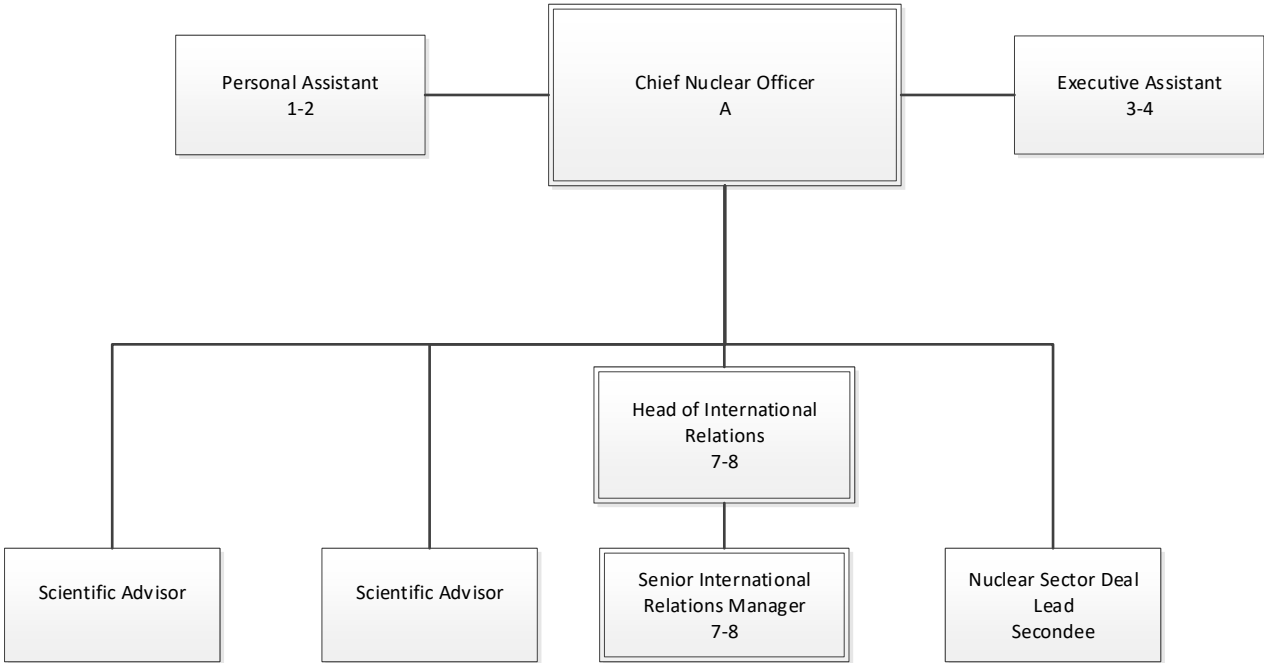 Personal Assistant
1-2
Chief Nuclear Officer
A
Executive Assistant
3-4
Head of International
Relations
7-8
Scientific Advisor
Scientific Advisor
Senior International
Relations Manager
7-8
Nuclear Sector Deal
Lead
Secondee